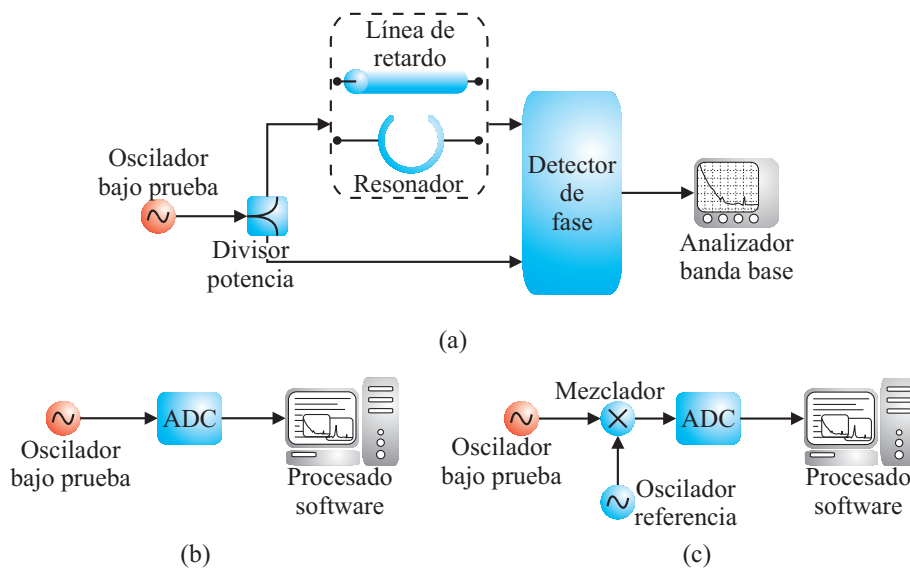 Línea de
retardo
Resonador
Oscilador
bajo prueba
Divisor
potencia
Detector
de
fase
Analizador
banda base
(a)
ADC
Oscilador
bajo prueba
Procesado
software
(b)
Mezclador
ADC
Oscilador
bajo prueba
Oscilador
referencia
Procesado
software
(c)